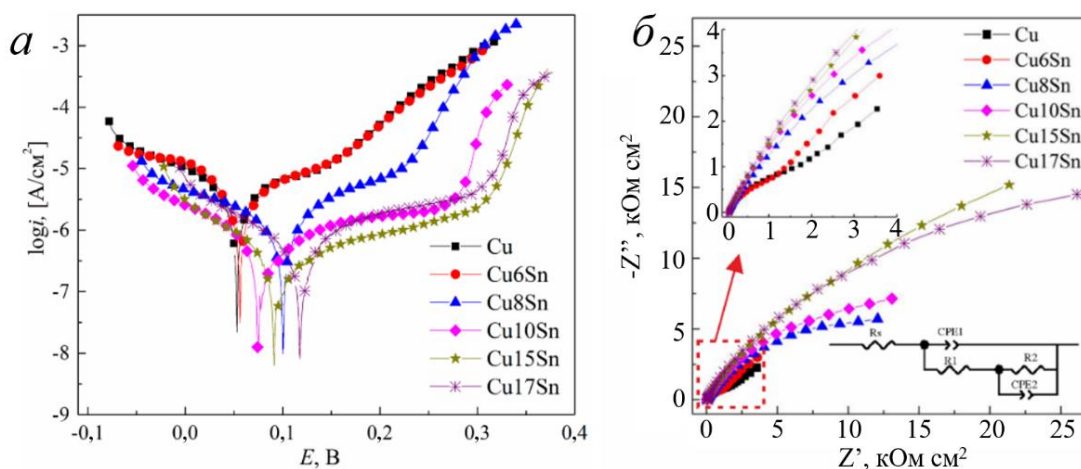 а
logi, [A/см²]
-3
-4
-5
-6
-7
-8
-9
Cu
Cu6Sn
Cu8Sn
Cu10Sn
Cu15Sn
Cu17Sn
-0,1
0,0
0,1
0,2
0,3
0,4
E, В
б
-Z'', кОм см²
25
20
15
10
5
0
4
3
2
1
0
0
1
2
3
4
Cu
Cu6Sn
Cu8Sn
Cu10Sn
Cu15Sn
Cu17Sn
Rs
CPE1
R1
R2
CPE2
0
5
10
15
20
25
Z', кОм см²